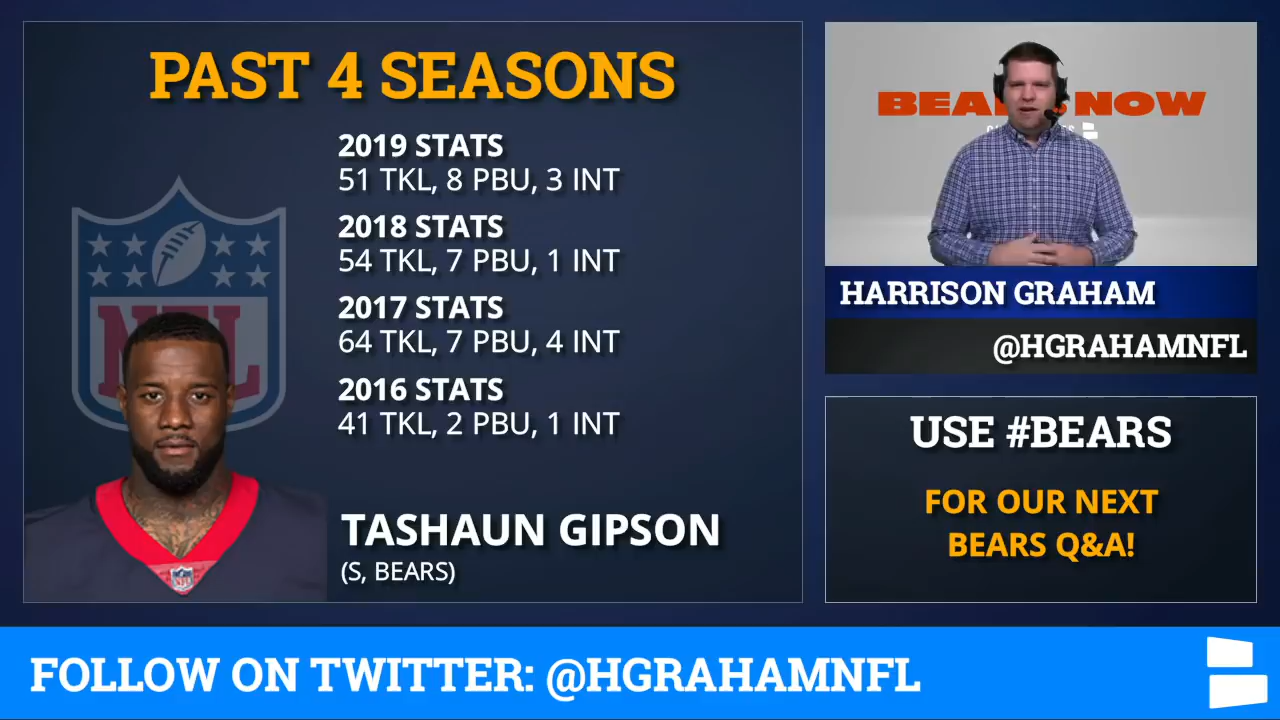 PAST 4 SEASONS
2019 STATS
51 TKL, 8 PBU, 3 INT
2018 STATS
54 TKL, 7 PBU, 1 INT
2017 STATS
64 TKL, 7 PBU, 4 INT
2016 STATS
41 TKL, 2 PBU, 1 INT
NFL
TASHAUN GIPSON
(S, BEARS)
NOW
HARRISON GRAHAM
@HGRAHAMNFL
USE #BEARS
FOR OUR NEXT
BEARS Q&A!
FOLLOW ON TWITTER: @HGRAHAMNFL